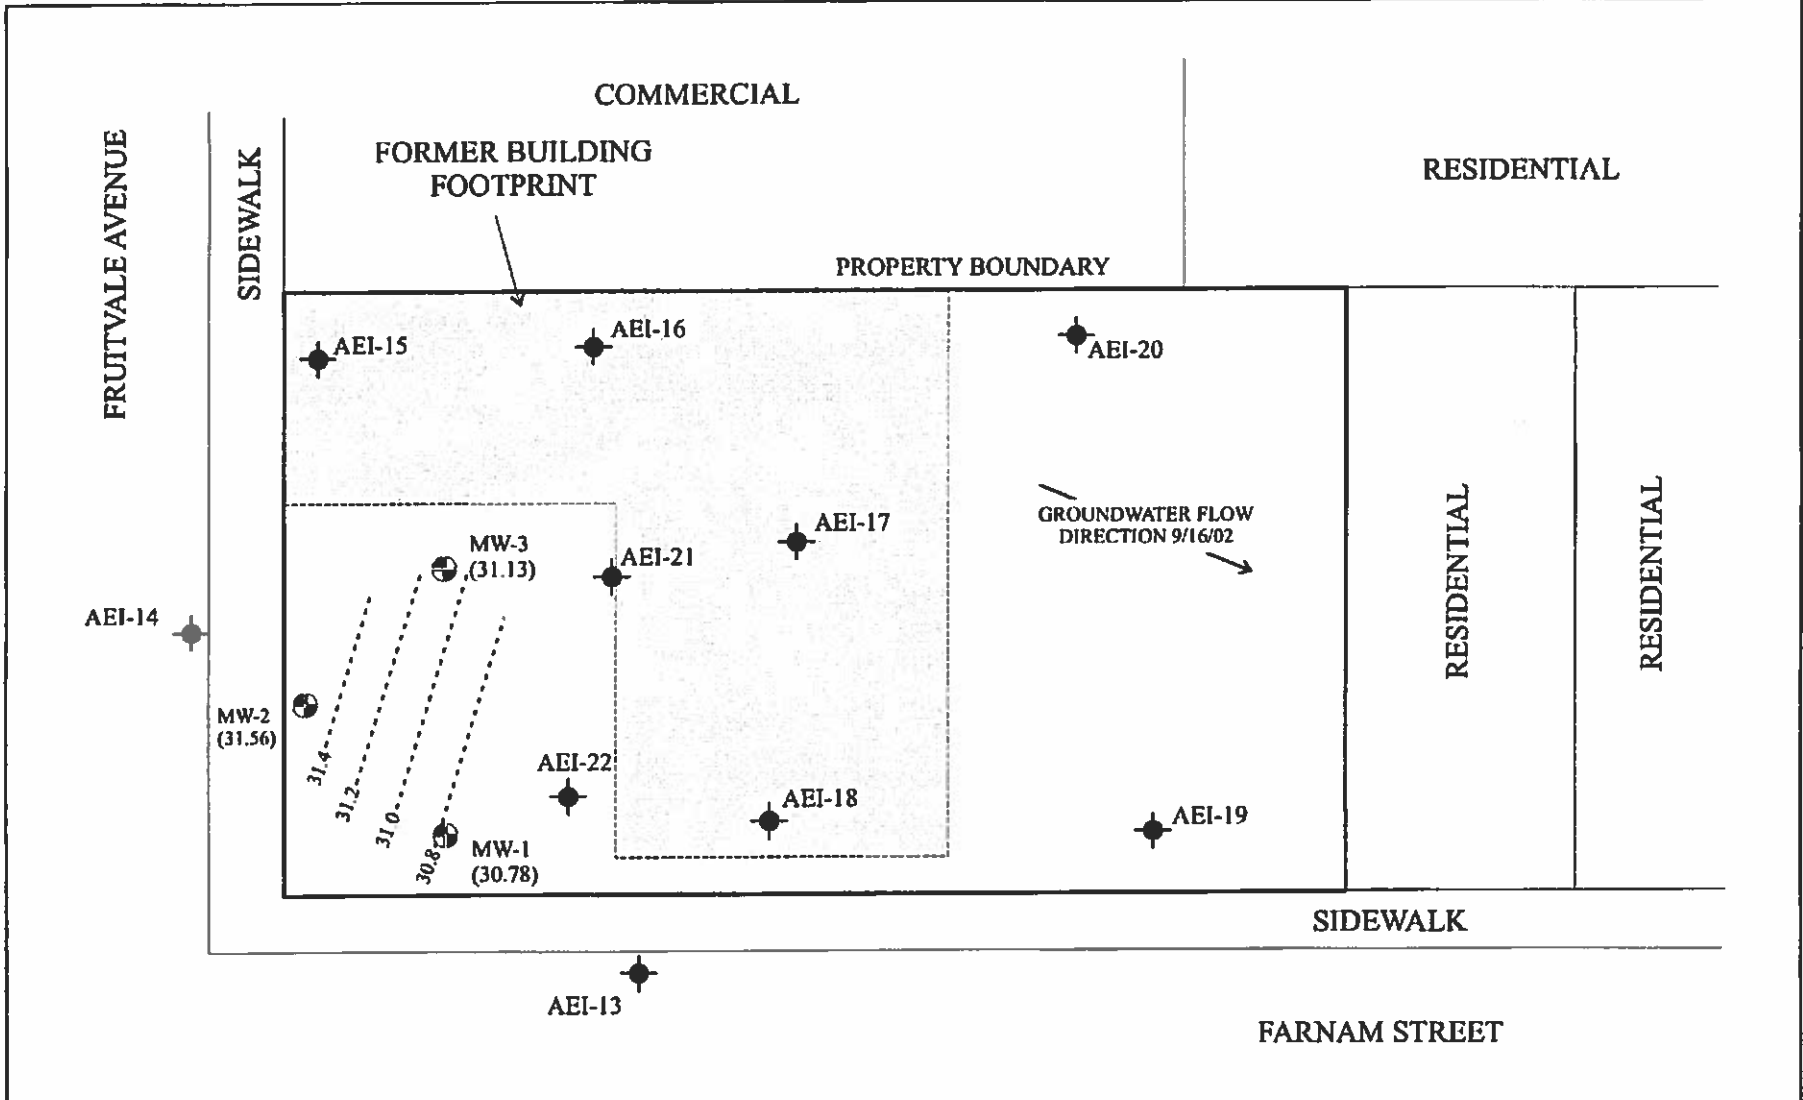 COMMERCIAL
FORMER BUILDING
FOOTPRINT
RESIDENTIAL
FRUITVALE AVENUE
SIDEWALK
PROPERTY BOUNDARY
AEI-15
AEI-16
AEI-20
AEI-17
GROUNDWATER FLOW
DIRECTION 9/16/02
MW-3
(31.13)
AEI-21
AEI-14
RESIDENTIAL
RESIDENTIAL
MW-2
(31.56)
31.4
31.2
31.0
30.8
AEI-22
AEI-18
AEI-19
MW-1
(30.78)
SIDEWALK
AEI-13
FARNAM STREET